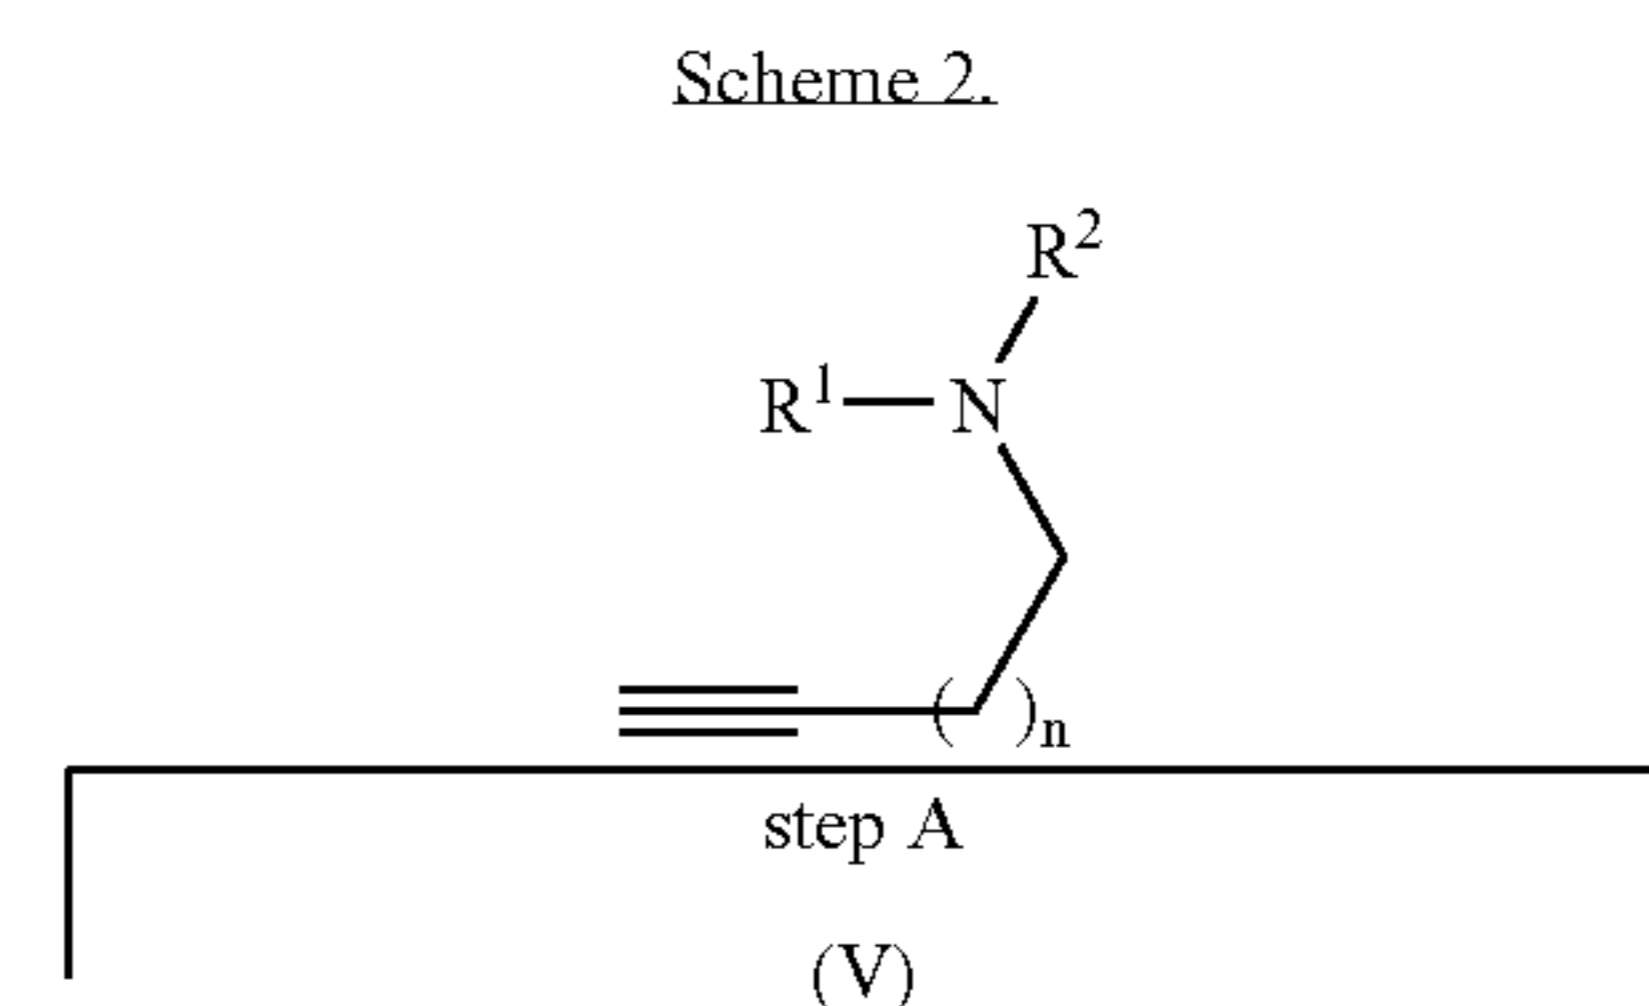 Scheme 2.
R²
R¹ N
( )n
step A
(V)